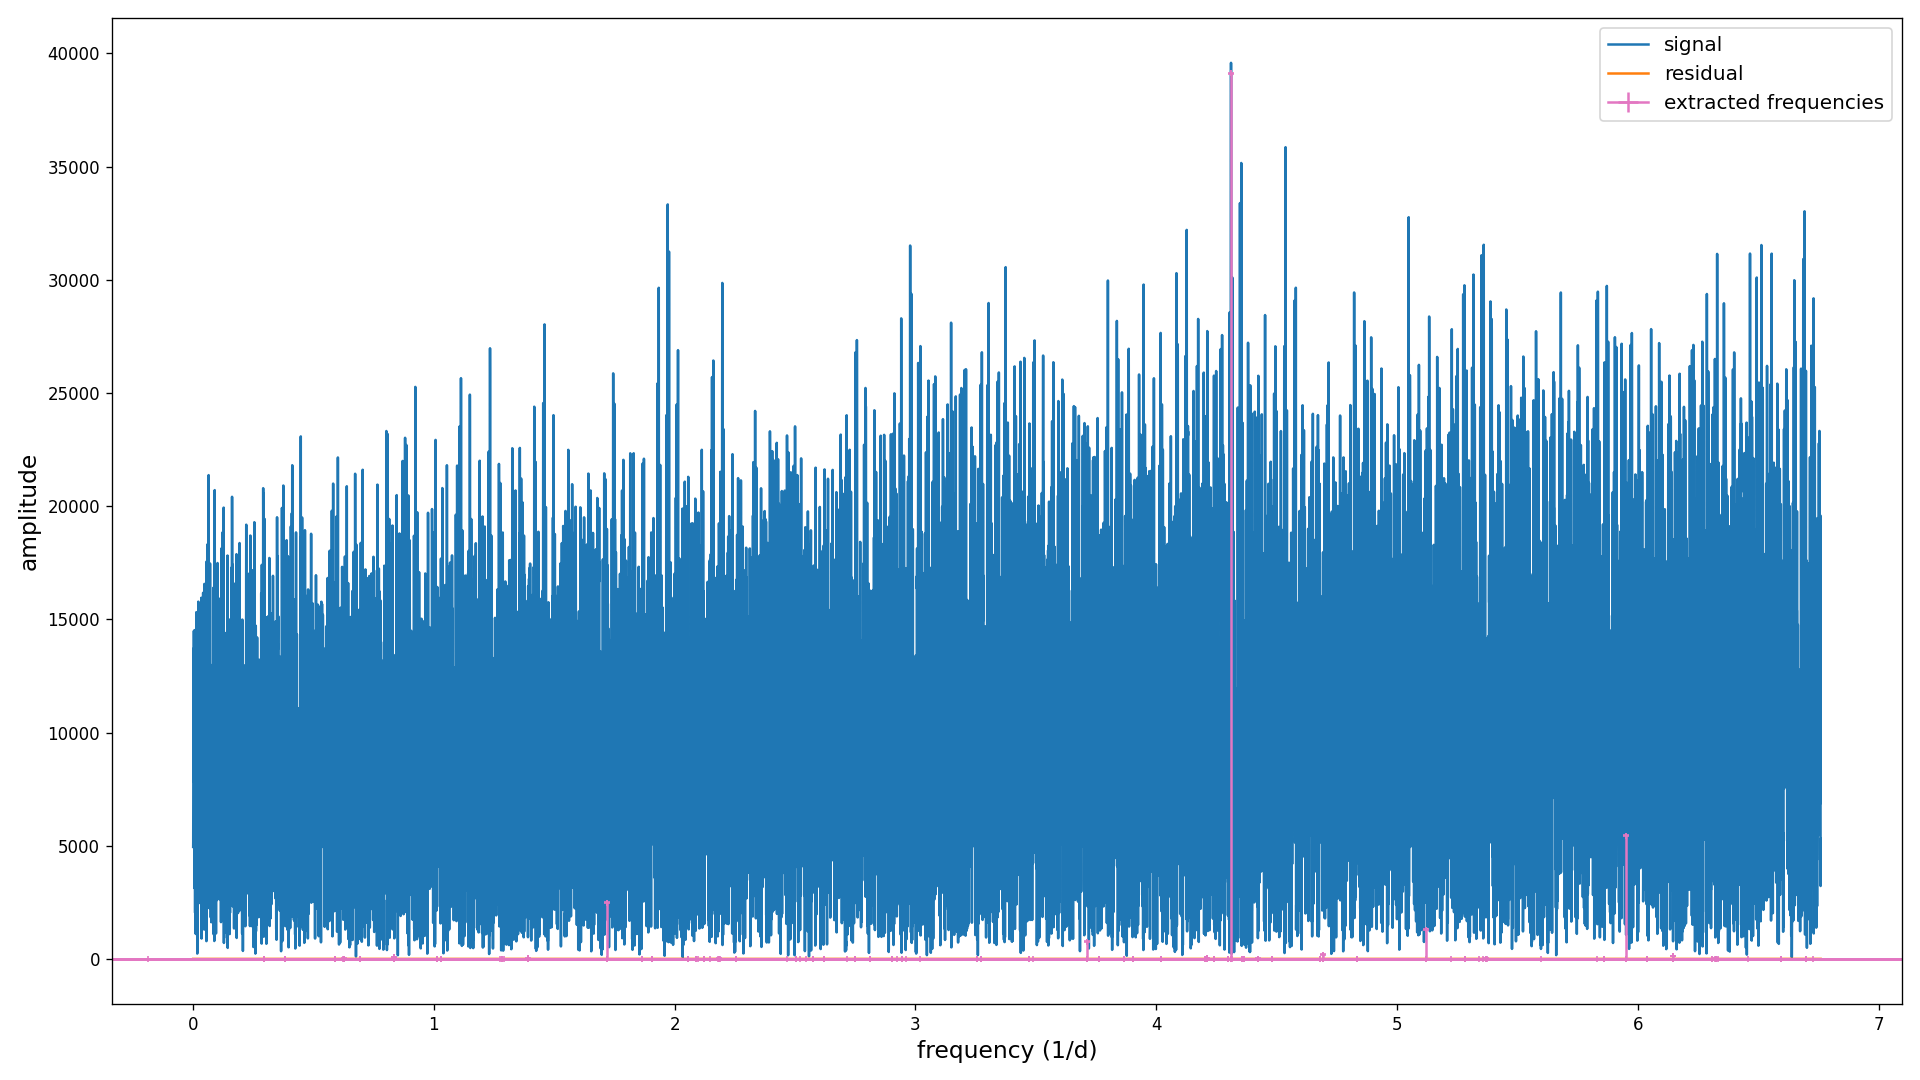 40000
35000
30000
25000
20000
15000
10000
5000
0
amplitude
signal
residual
extracted frequencies
0 1 2 3 4 5 6 7
frequency (1/d)